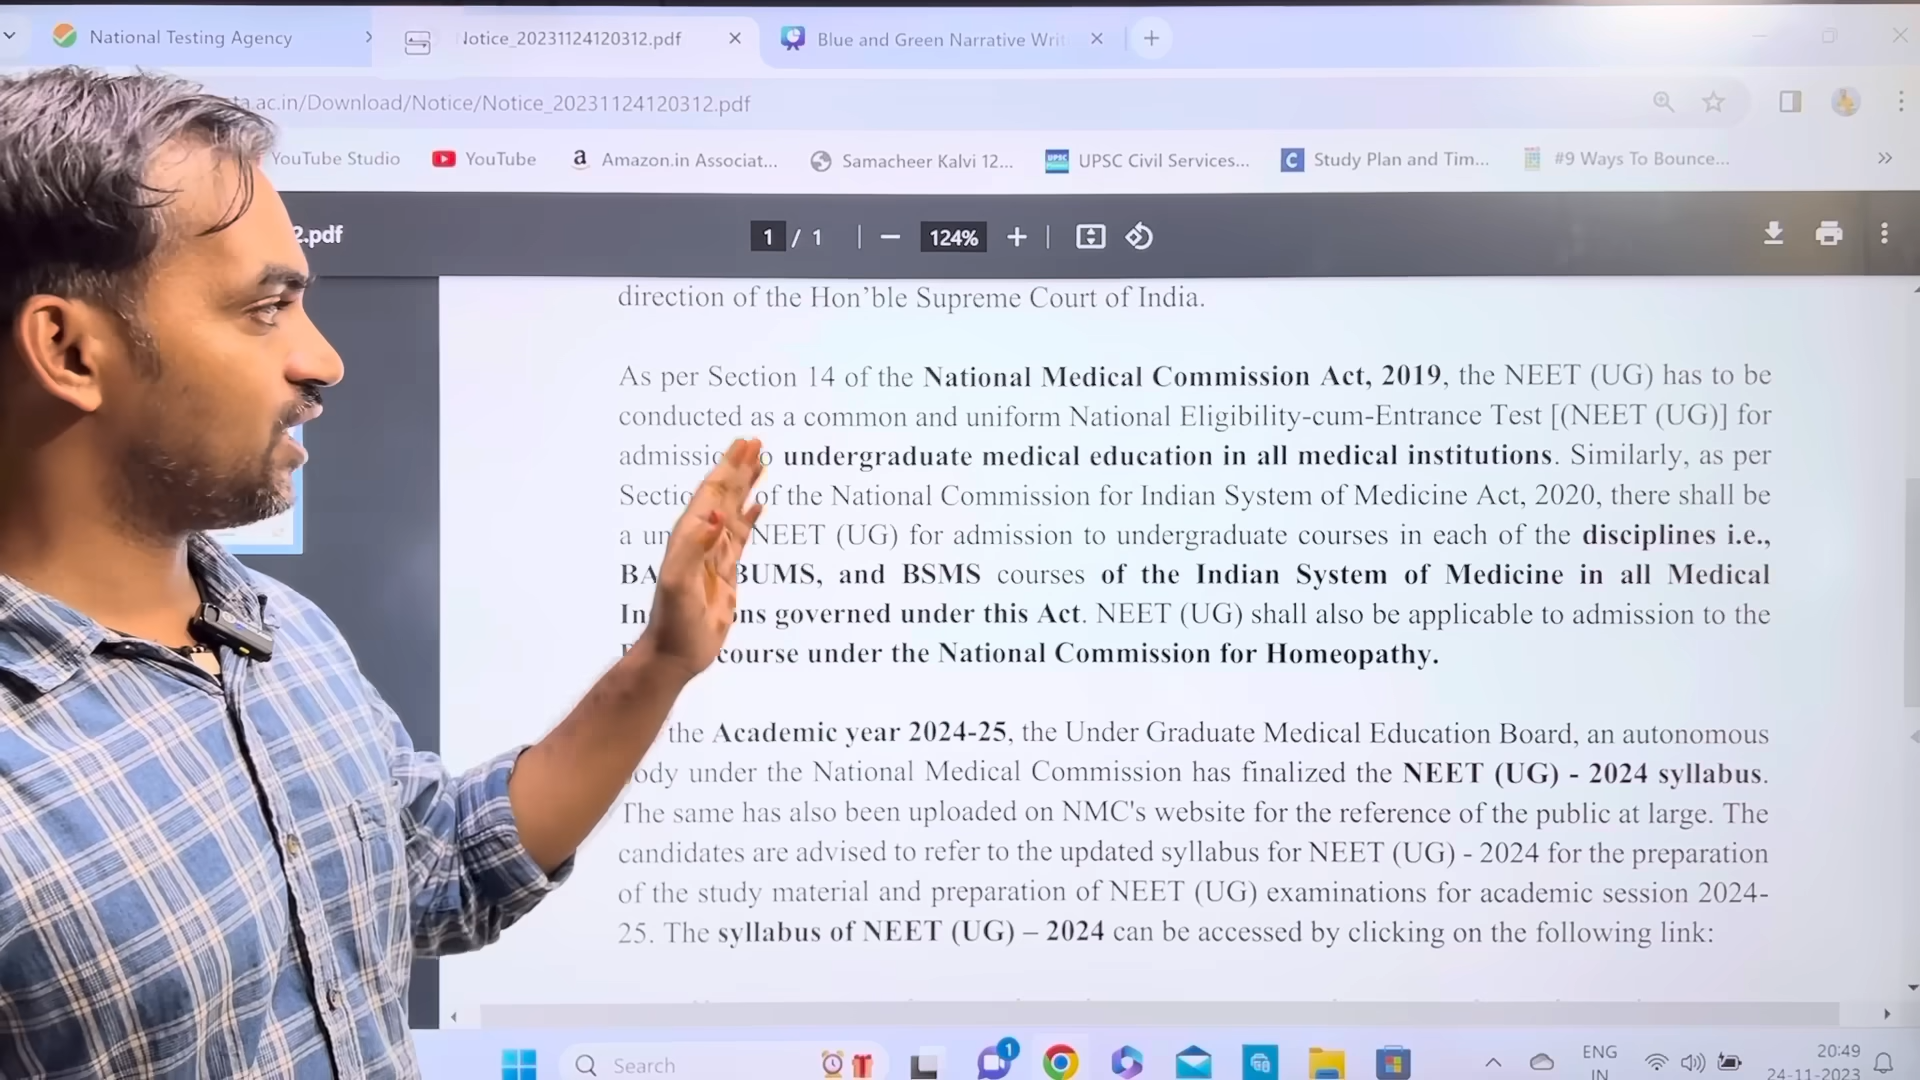 National Testing Agency
Notice_20231124120312.pdf
Blue and Green Narrative Writ
ta.ac.in/Download/Notice/Notice_20231124120312.pdf
YouTube Studio
YouTube
Amazon.in Associat...
Samacheer Kalvi 12...
UPSC Civil Services...
Study Plan and Tim...
#9 Ways To Bounce...
2.pdf
1 / 1
124%
direction of the Hon'ble Supreme Court of India.
As per Section 14 of the National Medical Commission Act, 2019, the NEET (UG) has to be
conducted as a common and uniform National Eligibility-cum-Entrance Test [(NEET (UG)] for
admissio o undergraduate medical education in all medical institutions. Similarly, as per
Sectio of the National Commission for Indian System of Medicine Act, 2020, there shall be
a un NEET (UG) for admission to undergraduate courses in each of the disciplines i.e.,
BA BUMS, and BSMS courses of the Indian System of Medicine in all Medical
In ns governed under this Act. NEET (UG) shall also be applicable to admission to the
course under the National Commission for Homeopathy.
the Academic year 2024-25, the Under Graduate Medical Education Board, an autonomous
ody under the National Medical Commission has finalized the NEET (UG) - 2024 syllabus.
The same has also been uploaded on NMC's website for the reference of the public at large. The
candidates are advised to refer to the updated syllabus for NEET (UG) - 2024 for the preparation
of the study material and preparation of NEET (UG) examinations for academic session 2024-
25. The syllabus of NEET (UG) – 2024 can be accessed by clicking on the following link:
Search
1
ENG
IN
20:49
24-11-2023